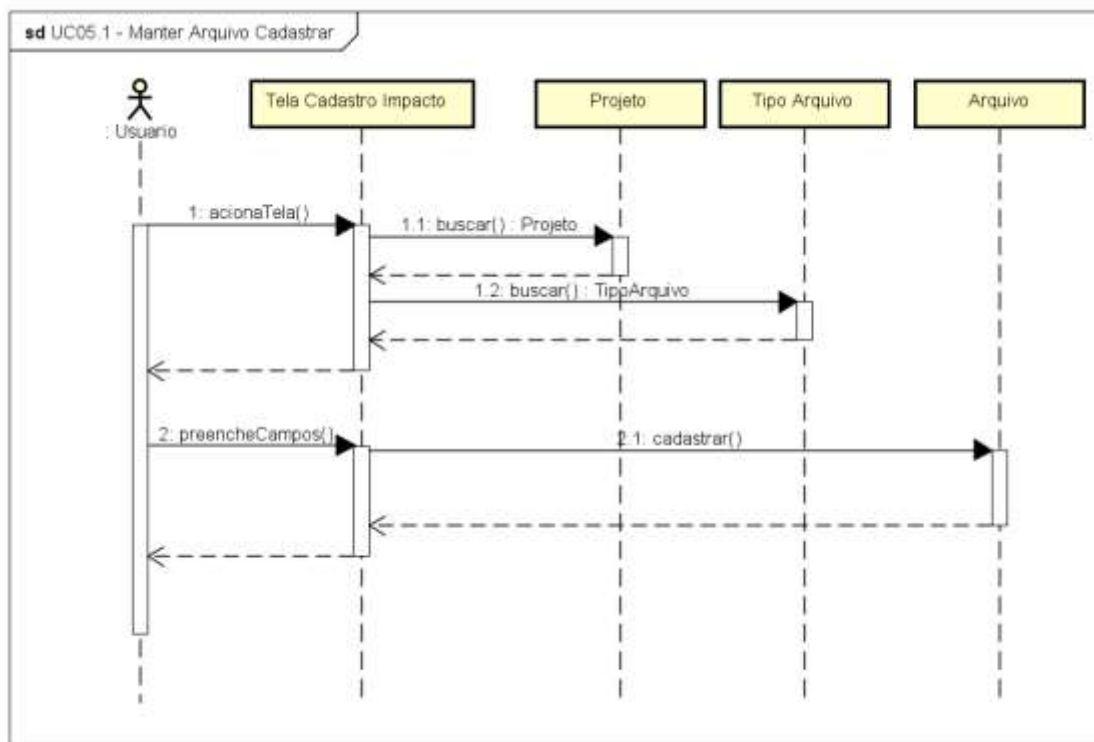 sd UC05.1 - Manter Arquivo Cadastrar
: Usuario
Tela Cadastro Impacto
Projeto
Tipo Arquivo
Arquivo
1: acionaTela()
1.1: buscar() : Projeto
1.2: buscar() : TipoArquivo
2: preencheCampos()
2.1: cadastrar()